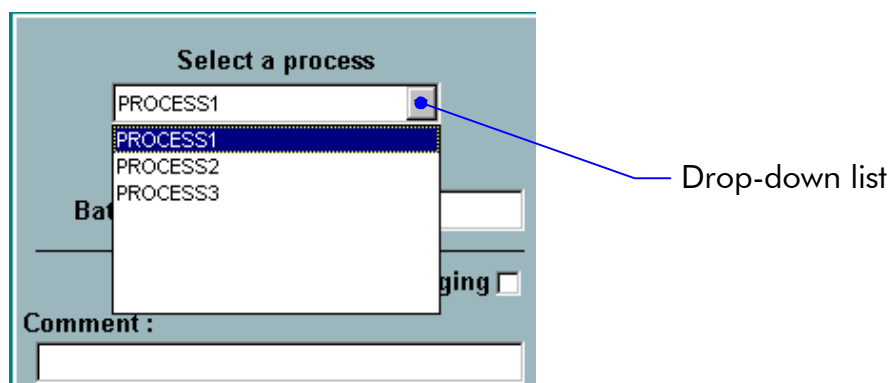 Select a process
PROCESS1
PROCESS1
PROCESS2
PROCESS3
Drop-down list
Comment :